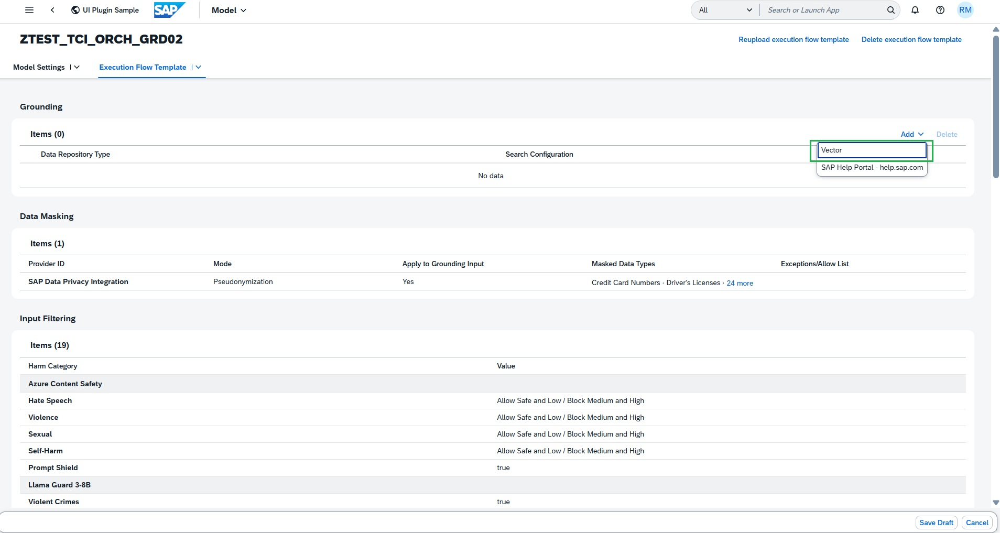 UI Plugin Sample
SAP
Model
All
Search or Launch App
RM
ZTEST_TCI_ORCH_GRD02
Reupload execution flow template
Delete execution flow template
Model Settings
Execution Flow Template
Grounding
Items (0)
Add
Delete
Data Repository Type
Search Configuration
Vector
SAP Help Portal - help.sap.com
No data
Data Masking
Items (1)
Provider ID
Mode
Apply to Grounding Input
Masked Data Types
Exceptions/Allow List
SAP Data Privacy Integration
Pseudonymization
Yes
Credit Card Numbers · Driver's Licenses · 24 more
Input Filtering
Items (19)
Harm Category
Value
Azure Content Safety
Hate Speech
Allow Safe and Low / Block Medium and High
Violence
Allow Safe and Low / Block Medium and High
Sexual
Allow Safe and Low / Block Medium and High
Self-Harm
Allow Safe and Low / Block Medium and High
Prompt Shield
true
Llama Guard 3-8B
Violent Crimes
true
Save Draft
Cancel